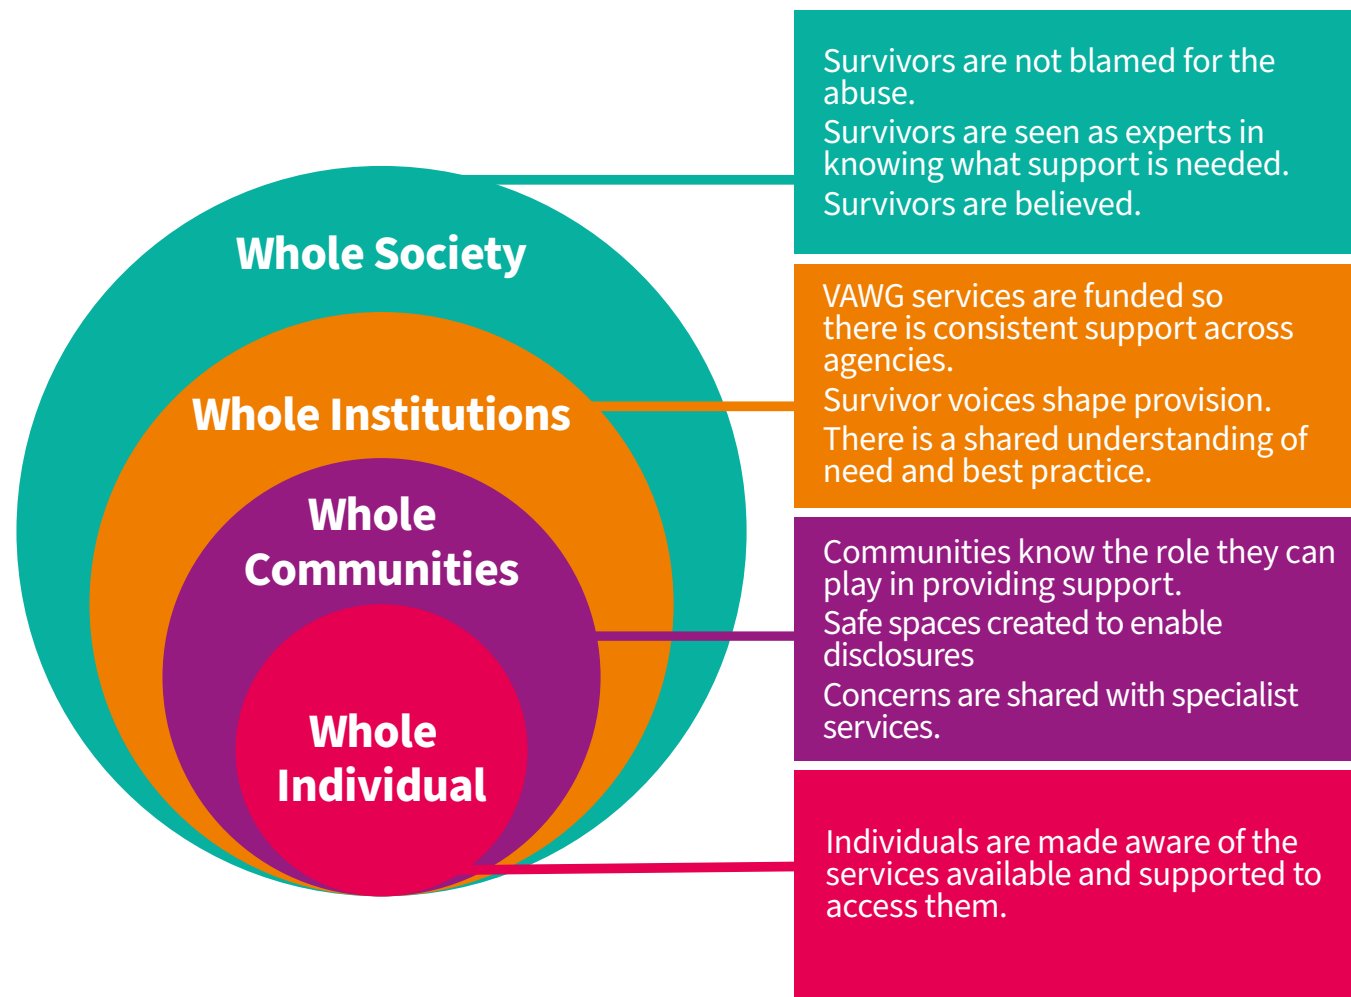 Whole Society
Whole Institutions
Whole
Communities
Whole
Individual
Survivors are not blamed for the
abuse.
Survivors are seen as experts in
knowing what support is needed.
Survivors are believed.
VAWG services are funded so
there is consistent support across
agencies.
Survivor voices shape provision.
There is a shared understanding of
need and best practice.
Communities know the role they can
play in providing support.
Safe spaces created to enable
disclosures
Concerns are shared with specialist
services.
Individuals are made aware of the
services available and supported to
access them.